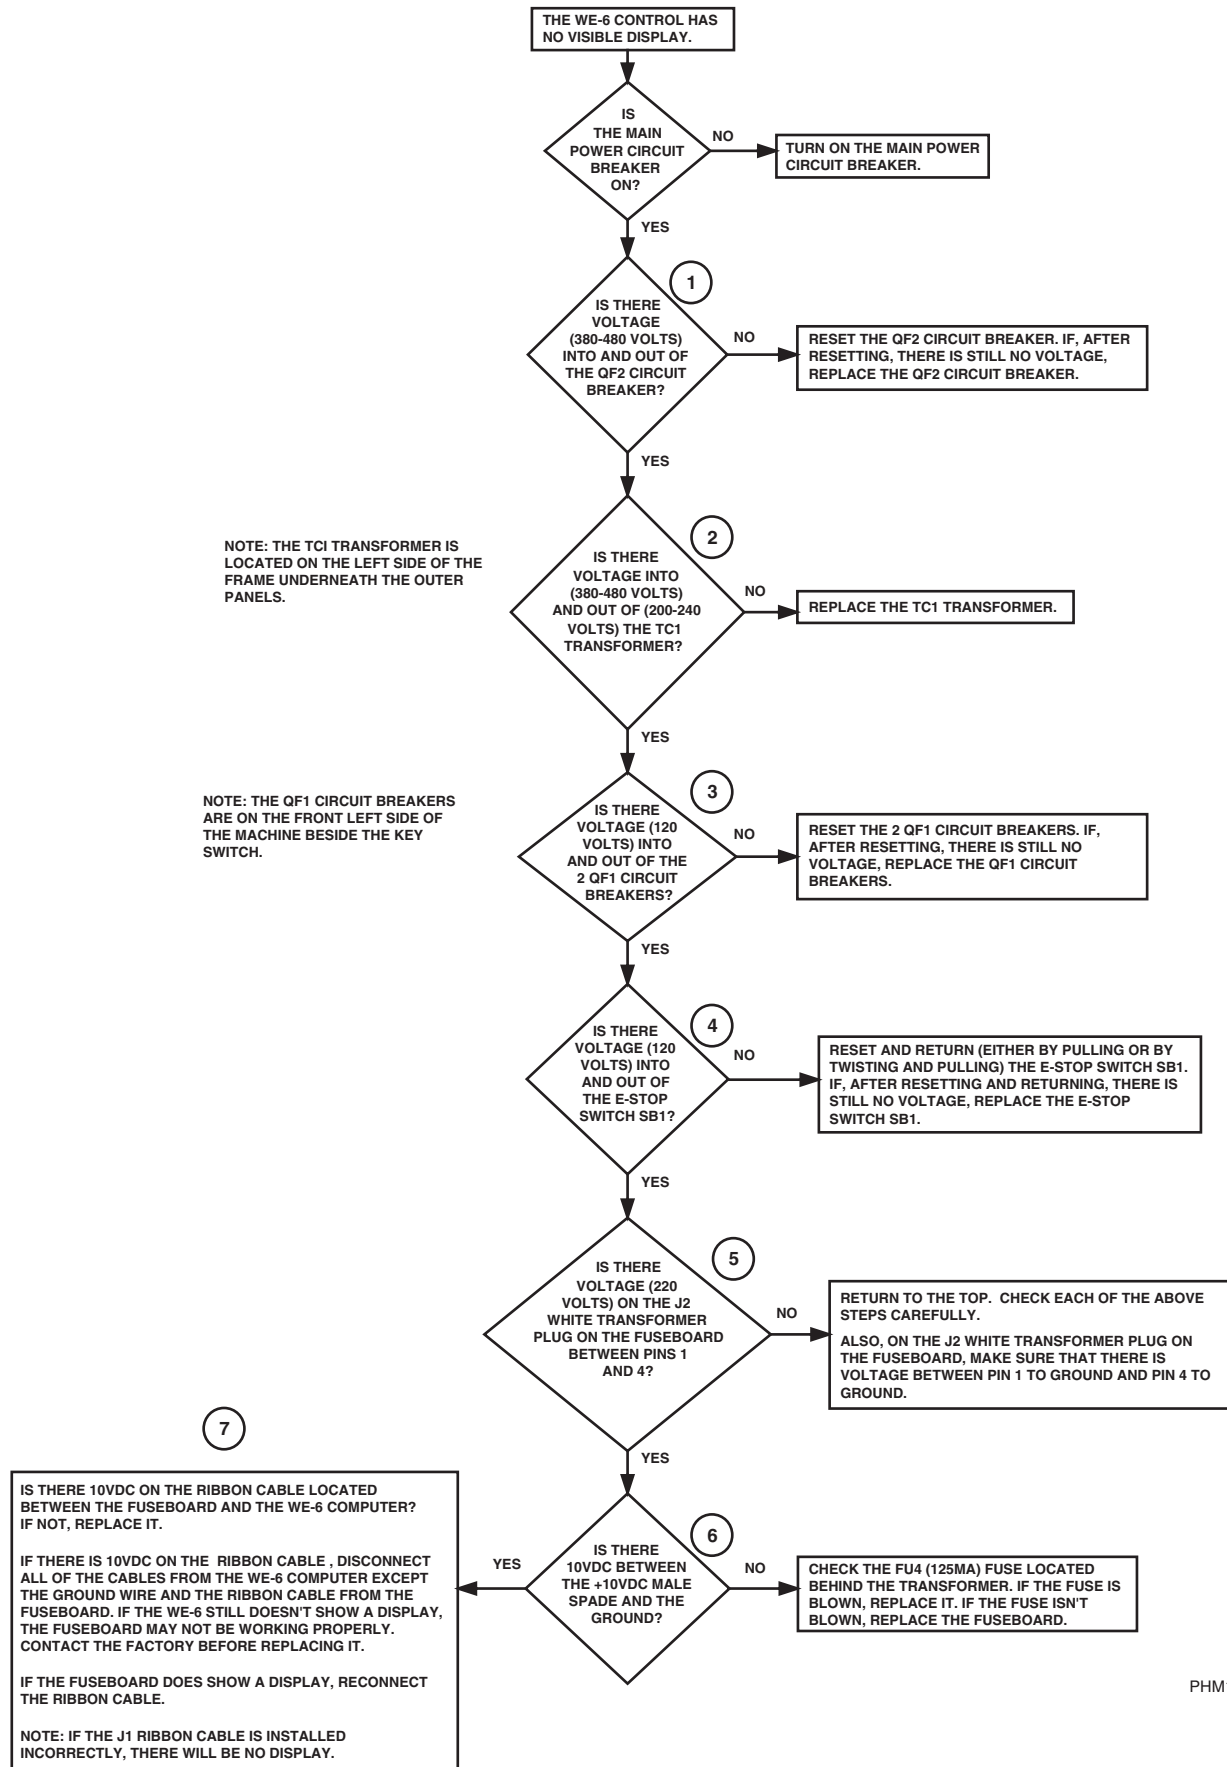 THE WE-6 CONTROL HAS
NO VISIBLE DISPLAY.
IS
THE MAIN
POWER CIRCUIT
BREAKER
ON?
NO
TURN ON THE MAIN POWER
CIRCUIT BREAKER.
YES
1
IS THERE
VOLTAGE
(380-480 VOLTS)
INTO AND OUT OF
THE QF2 CIRCUIT
BREAKER?
NO
RESET THE QF2 CIRCUIT BREAKER. IF, AFTER
RESETTING, THERE IS STILL NO VOLTAGE,
REPLACE THE QF2 CIRCUIT BREAKER.
YES
NOTE: THE TCI TRANSFORMER IS
LOCATED ON THE LEFT SIDE OF THE
FRAME UNDERNEATH THE OUTER
PANELS.
2
IS THERE
VOLTAGE INTO
(380-480 VOLTS)
AND OUT OF (200-240
VOLTS) THE TC1
TRANSFORMER?
NO
REPLACE THE TC1 TRANSFORMER.
YES
NOTE: THE QF1 CIRCUIT BREAKERS
ARE ON THE FRONT LEFT SIDE OF
THE MACHINE BESIDE THE KEY
SWITCH.
3
IS THERE
VOLTAGE (120
VOLTS) INTO
AND OUT OF THE
2 QF1 CIRCUIT
BREAKERS?
NO
RESET THE 2 QF1 CIRCUIT BREAKERS. IF,
AFTER RESETTING, THERE IS STILL NO
VOLTAGE, REPLACE THE QF1 CIRCUIT
BREAKERS.
YES
4
IS THERE
VOLTAGE (120
VOLTS) INTO
AND OUT OF
THE E-STOP
SWITCH SB1?
NO
RESET AND RETURN (EITHER BY PULLING OR BY
TWISTING AND PULLING) THE E-STOP SWITCH SB1.
IF, AFTER RESETTING AND RETURNING, THERE IS
STILL NO VOLTAGE, REPLACE THE E-STOP
SWITCH SB1.
YES
5
IS THERE
VOLTAGE (220
VOLTS) ON THE J2
WHITE TRANSFORMER
PLUG ON THE FUSEBOARD
BETWEEN PINS 1
AND 4?
NO
RETURN TO THE TOP. CHECK EACH OF THE ABOVE
STEPS CAREFULLY.
ALSO, ON THE J2 WHITE TRANSFORMER PLUG ON
THE FUSEBOARD, MAKE SURE THAT THERE IS
VOLTAGE BETWEEN PIN 1 TO GROUND AND PIN 4 TO
GROUND.
YES
6
IS THERE
10VDC BETWEEN
THE +10VDC MALE
SPADE AND THE
GROUND?
NO
CHECK THE FU4 (125MA) FUSE LOCATED
BEHIND THE TRANSFORMER. IF THE FUSE IS
BLOWN, REPLACE IT. IF THE FUSE ISN'T
BLOWN, REPLACE THE FUSEBOARD.
YES
7
IS THERE 10VDC ON THE RIBBON CABLE LOCATED
BETWEEN THE FUSEBOARD AND THE WE-6 COMPUTER?
IF NOT, REPLACE IT.
IF THERE IS 10VDC ON THE RIBBON CABLE , DISCONNECT
ALL OF THE CABLES FROM THE WE-6 COMPUTER EXCEPT
THE GROUND WIRE AND THE RIBBON CABLE FROM THE
FUSEBOARD. IF THE WE-6 STILL DOESN'T SHOW A DISPLAY,
THE FUSEBOARD MAY NOT BE WORKING PROPERLY.
CONTACT THE FACTORY BEFORE REPLACING IT.
IF THE FUSEBOARD DOES SHOW A DISPLAY, RECONNECT
THE RIBBON CABLE.
NOTE: IF THE J1 RIBBON CABLE IS INSTALLED
INCORRECTLY, THERE WILL BE NO DISPLAY.